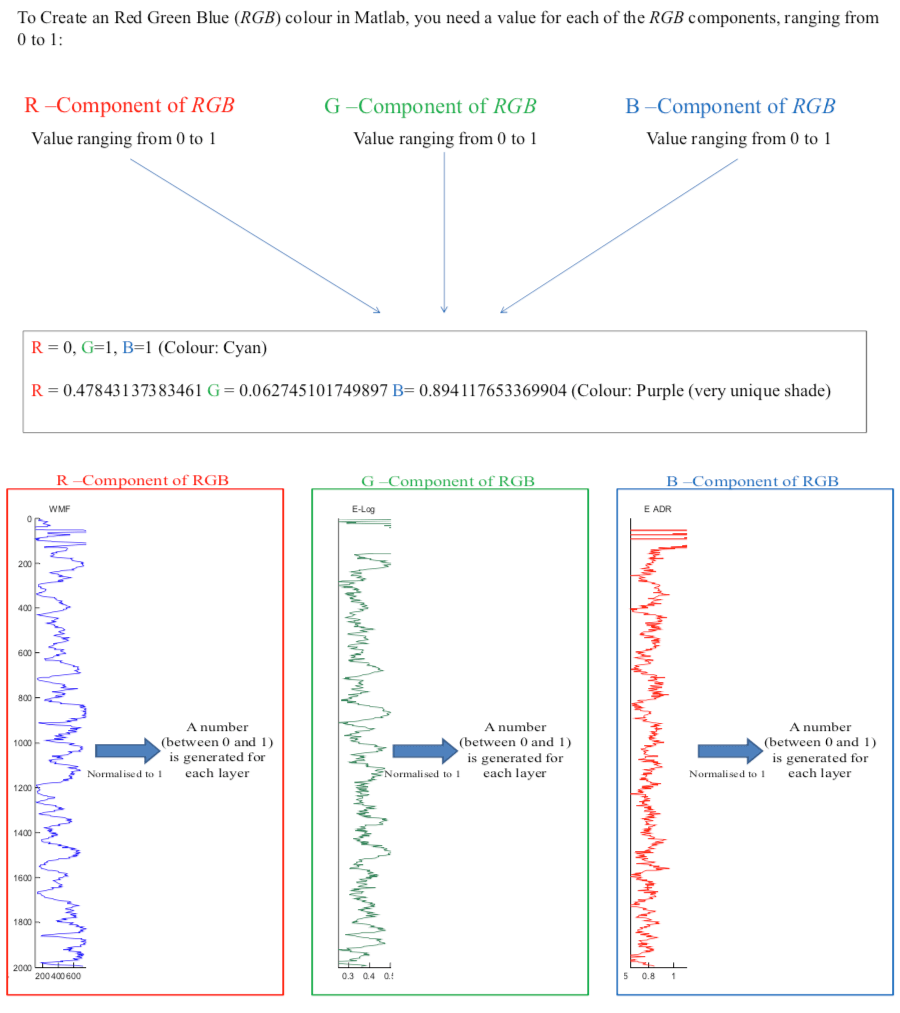 To Create an Red Green Blue (RGB) colour in Matlab, you need a value for each of the RGB components, ranging from
0 to 1:
R –Component of RGB
G –Component of RGB
B –Component of RGB
Value ranging from 0 to 1
Value ranging from 0 to 1
Value ranging from 0 to 1
R = 0, G=1, B=1 (Colour: Cyan)
R = 0.47843137383461 G = 0.062745101749897 B= 0.894117653369904 (Colour: Purple (very unique shade)
R –Component of RGB
WMF
0
200
400
600
800
1000
1200
1400
1600
1800
2000
200 400 600
Normalised to 1
A number
(between 0 and 1)
is generated for
each layer
G –Component of RGB
E-Log
0.3 0.4
Normalised to 1
A number
(between 0 and 1)
is generated for
each layer
B –Component of RGB
E ADR
5 0.8 1
Normalised to 1
A number
(between 0 and 1)
is generated for
each layer